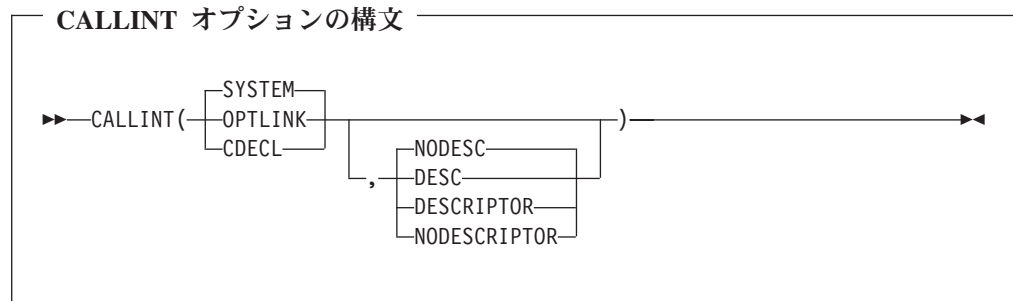 CALLINT オプションの構文
SYSTEM
►►─CALLINT(─OPTLINK─)─►◄
CDECL
NODESC
,─DESC
DESCRIPTOR
NODESCRIPTOR